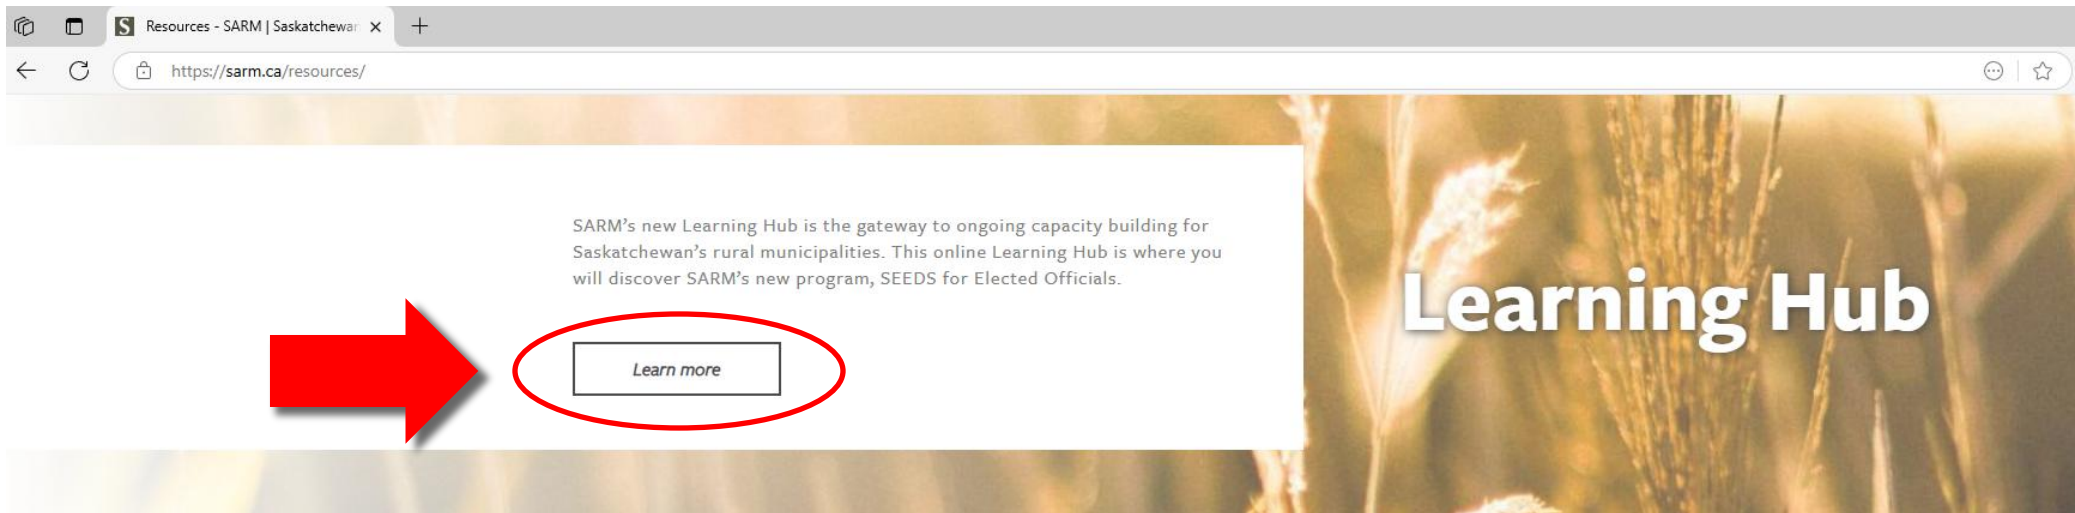 S Resources - SARM | Saskatchewan
https://sarm.ca/resources/
SARM's new Learning Hub is the gateway to ongoing capacity building for
Saskatchewan's rural municipalities. This online Learning Hub is where you
will discover SARM's new program, SEEDS for Elected Officials.
Learn more
Learning Hub